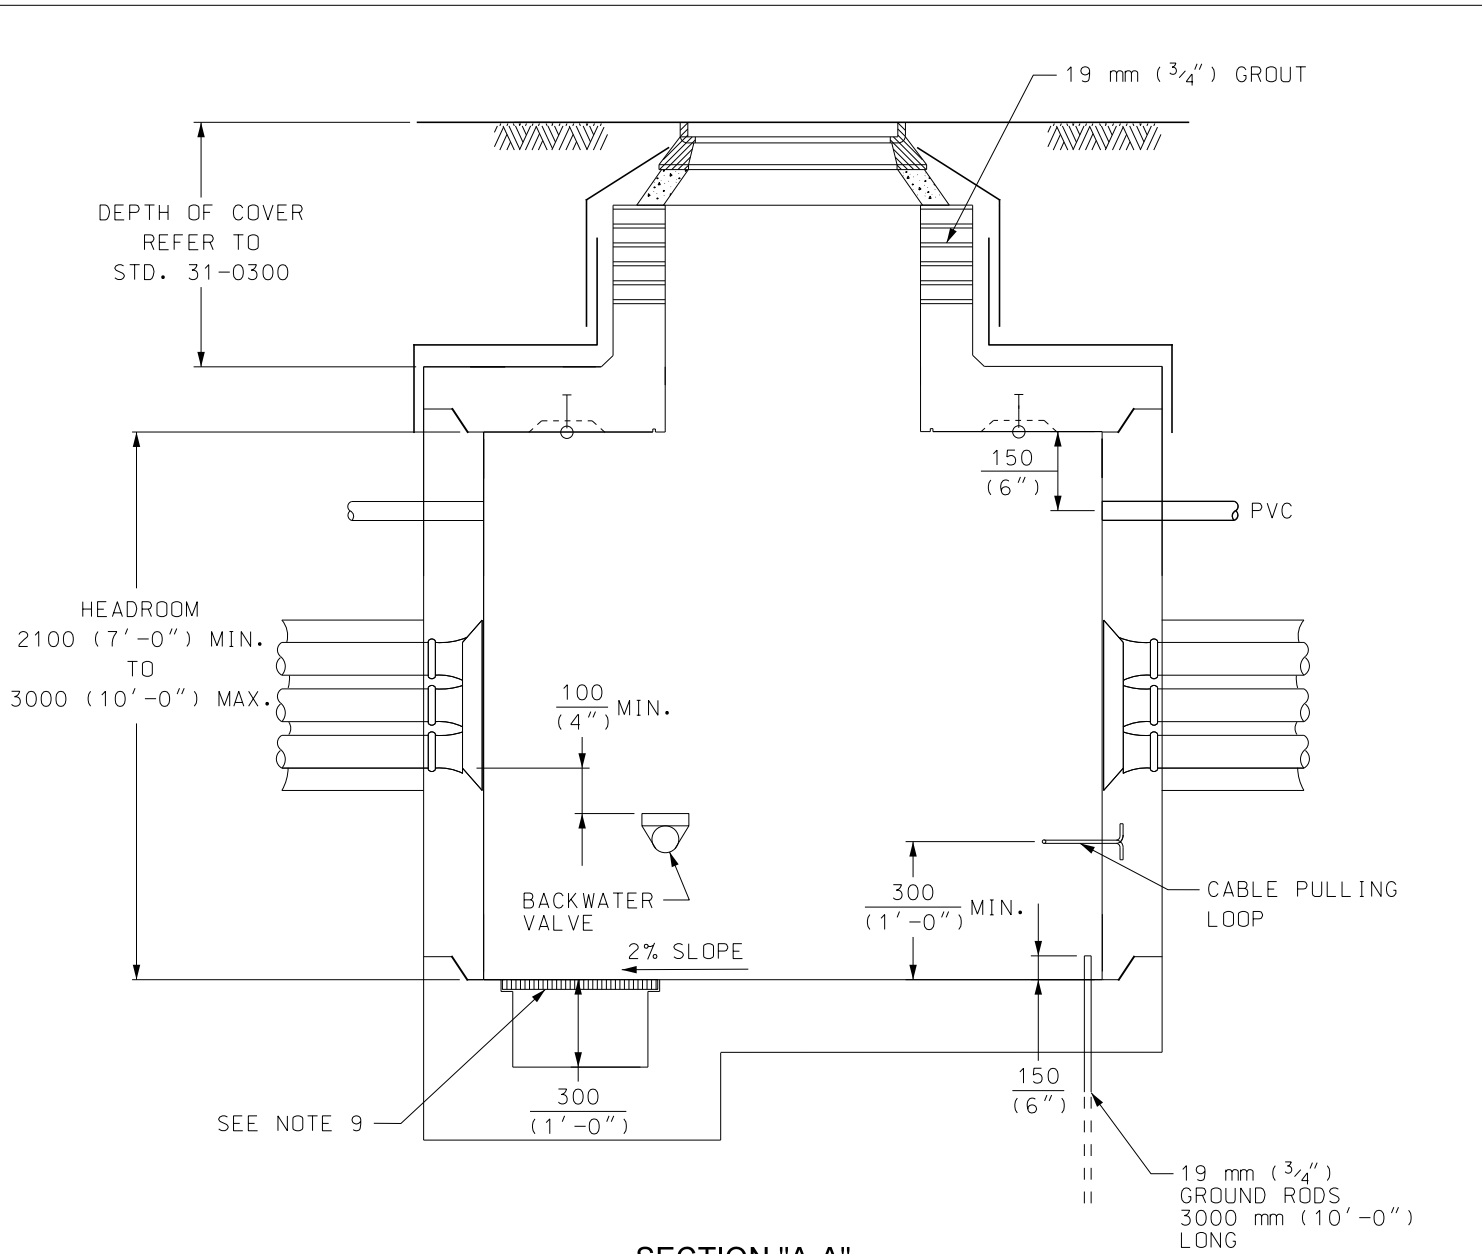 19 mm (3/4") GROUT
DEPTH OF COVER
REFER TO
STD. 31-0300
150
(6")
PVC
HEADROOM
2100 (7'-0") MIN.
TO
3000 (10'-0") MAX.
100
(4")
MIN.
BACKWATER
VALVE
300
(1'-0")
MIN.
CABLE PULLING
LOOP
2% SLOPE
300
(1'-0")
150
(6")
SEE NOTE 9
19 mm (3/4")
GROUND RODS
3000 mm (10'-0")
LONG
SECTION "A-A"